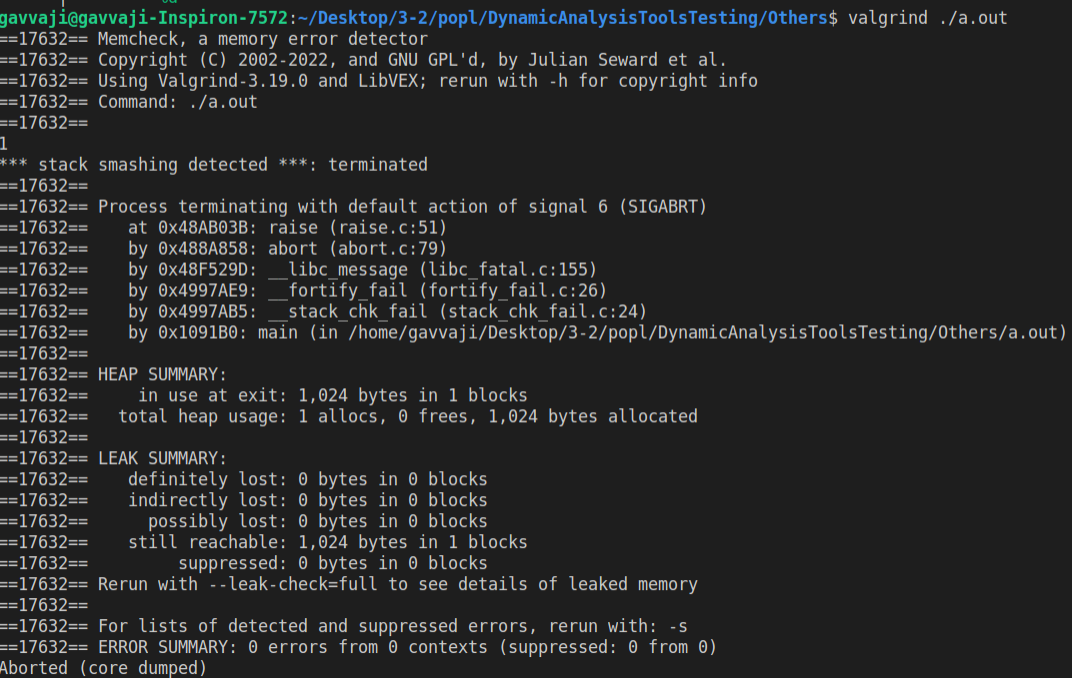 gavvaji@gavvaji-Inspiron-7572:~/Desktop/3-2/popl/DynamicAnalysisToolsTesting/Others$ valgrind ./a.out
==17632== Memcheck, a memory error detector
==17632== Copyright (C) 2002-2022, and GNU GPL'd, by Julian Seward et al.
==17632== Using Valgrind-3.19.0 and LibVEX; rerun with -h for copyright info
==17632== Command: ./a.out
==17632==
1
*** stack smashing detected ***: terminated
==17632==
==17632== Process terminating with default action of signal 6 (SIGABRT)
==17632==    at 0x48AB03B: raise (raise.c:51)
==17632==    by 0x488A858: abort (abort.c:79)
==17632==    by 0x48F529D: __libc_message (libc_fatal.c:155)
==17632==    by 0x4997AE9: __fortify_fail (fortify_fail.c:26)
==17632==    by 0x4997AB5: __stack_chk_fail (stack_chk_fail.c:24)
==17632==    by 0x1091B0: main (in /home/gavvaji/Desktop/3-2/popl/DynamicAnalysisToolsTesting/Others/a.out)
==17632==
==17632== HEAP SUMMARY:
==17632==     in use at exit: 1,024 bytes in 1 blocks
==17632==   total heap usage: 1 allocs, 0 frees, 1,024 bytes allocated
==17632==
==17632== LEAK SUMMARY:
==17632==    definitely lost: 0 bytes in 0 blocks
==17632==    indirectly lost: 0 bytes in 0 blocks
==17632==      possibly lost: 0 bytes in 0 blocks
==17632==    still reachable: 1,024 bytes in 1 blocks
==17632==         suppressed: 0 bytes in 0 blocks
==17632== Rerun with --leak-check=full to see details of leaked memory
==17632==
==17632== For lists of detected and suppressed errors, rerun with: -s
==17632== ERROR SUMMARY: 0 errors from 0 contexts (suppressed: 0 from 0)
Aborted (core dumped)